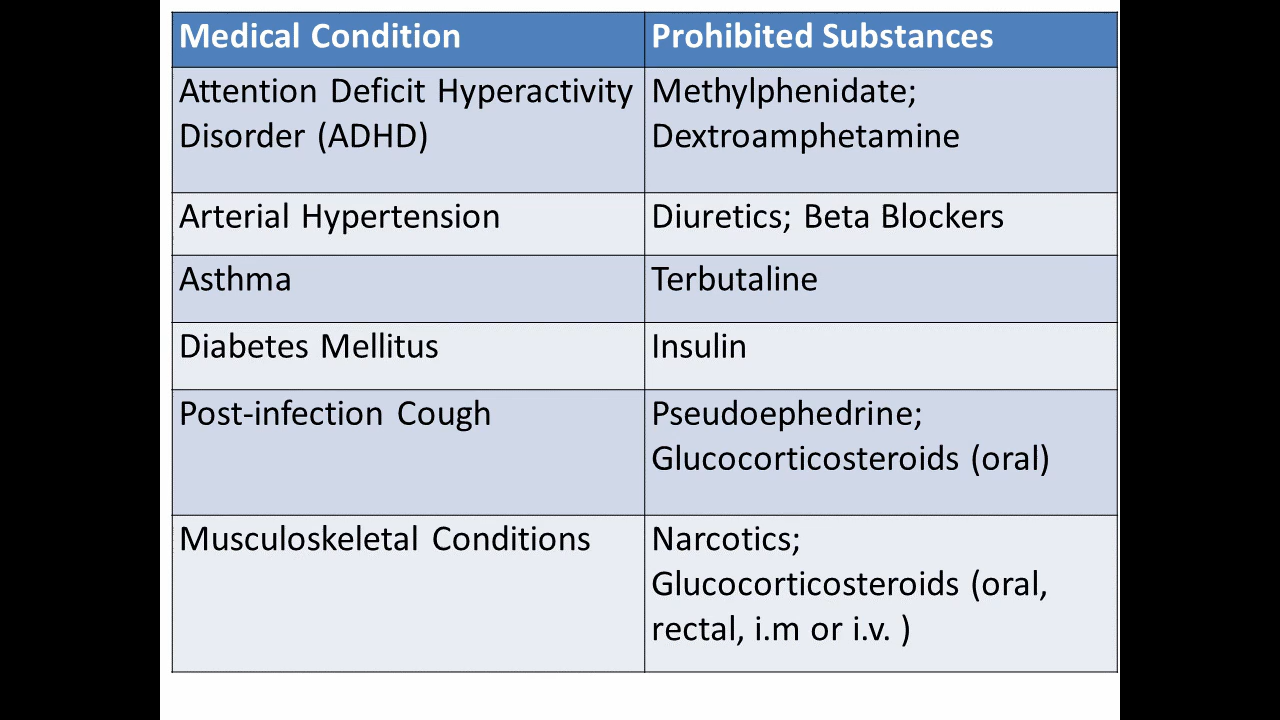 Medical Condition
Prohibited Substances
Attention Deficit Hyperactivity
Disorder (ADHD)
Methylphenidate;
Dextroamphetamine
Arterial Hypertension
Diuretics; Beta Blockers
Asthma
Terbutaline
Diabetes Mellitus
Insulin
Post-infection Cough
Pseudoephedrine;
Glucocorticosteroids (oral)
Musculoskeletal Conditions
Narcotics;
Glucocorticosteroids (oral,
rectal, i.m or i.v. )